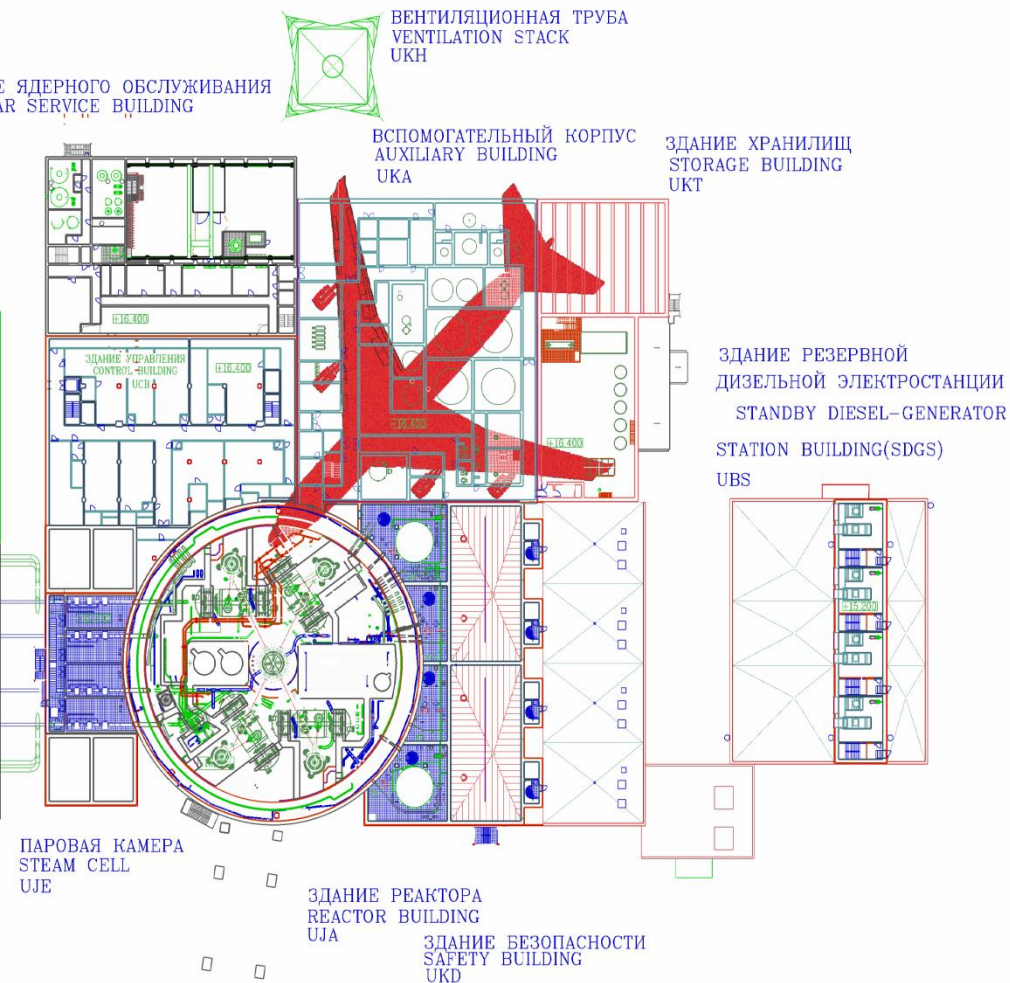 ВЕНТИЛЯЦИОННАЯ ТРУБА
VENTILATION STACK
UKH
Е ЯДЕРНОГО ОБСЛУЖИВАНИЯ
AR SERVICE BUILDING
ВСПОМОГАТЕЛЬНЫЙ КОРПУС
AUXILIARY BUILDING
UKA
ЗДАНИЕ ХРАНИЛИЩ
STORAGE BUILDING
UKT
+16.400
ЗДАНИЕ УПРАВЛЕНИЯ
CONTROL BUILDING
UCB
+16.400
+16.400
+16.400
ЗДАНИЕ РЕЗЕРВНОЙ
ДИЗЕЛЬНОЙ ЭЛЕКТРОСТАНЦИИ
STANDBY DIESEL-GENERATOR
STATION BUILDING(SDGS)
UBS
+15.200
ПАРОВАЯ КАМЕРА
STEAM CELL
UJE
ЗДАНИЕ РЕАКТОРА
REACTOR BUILDING
UJA
ЗДАНИЕ БЕЗОПАСНОСТИ
SAFETY BUILDING
UKD